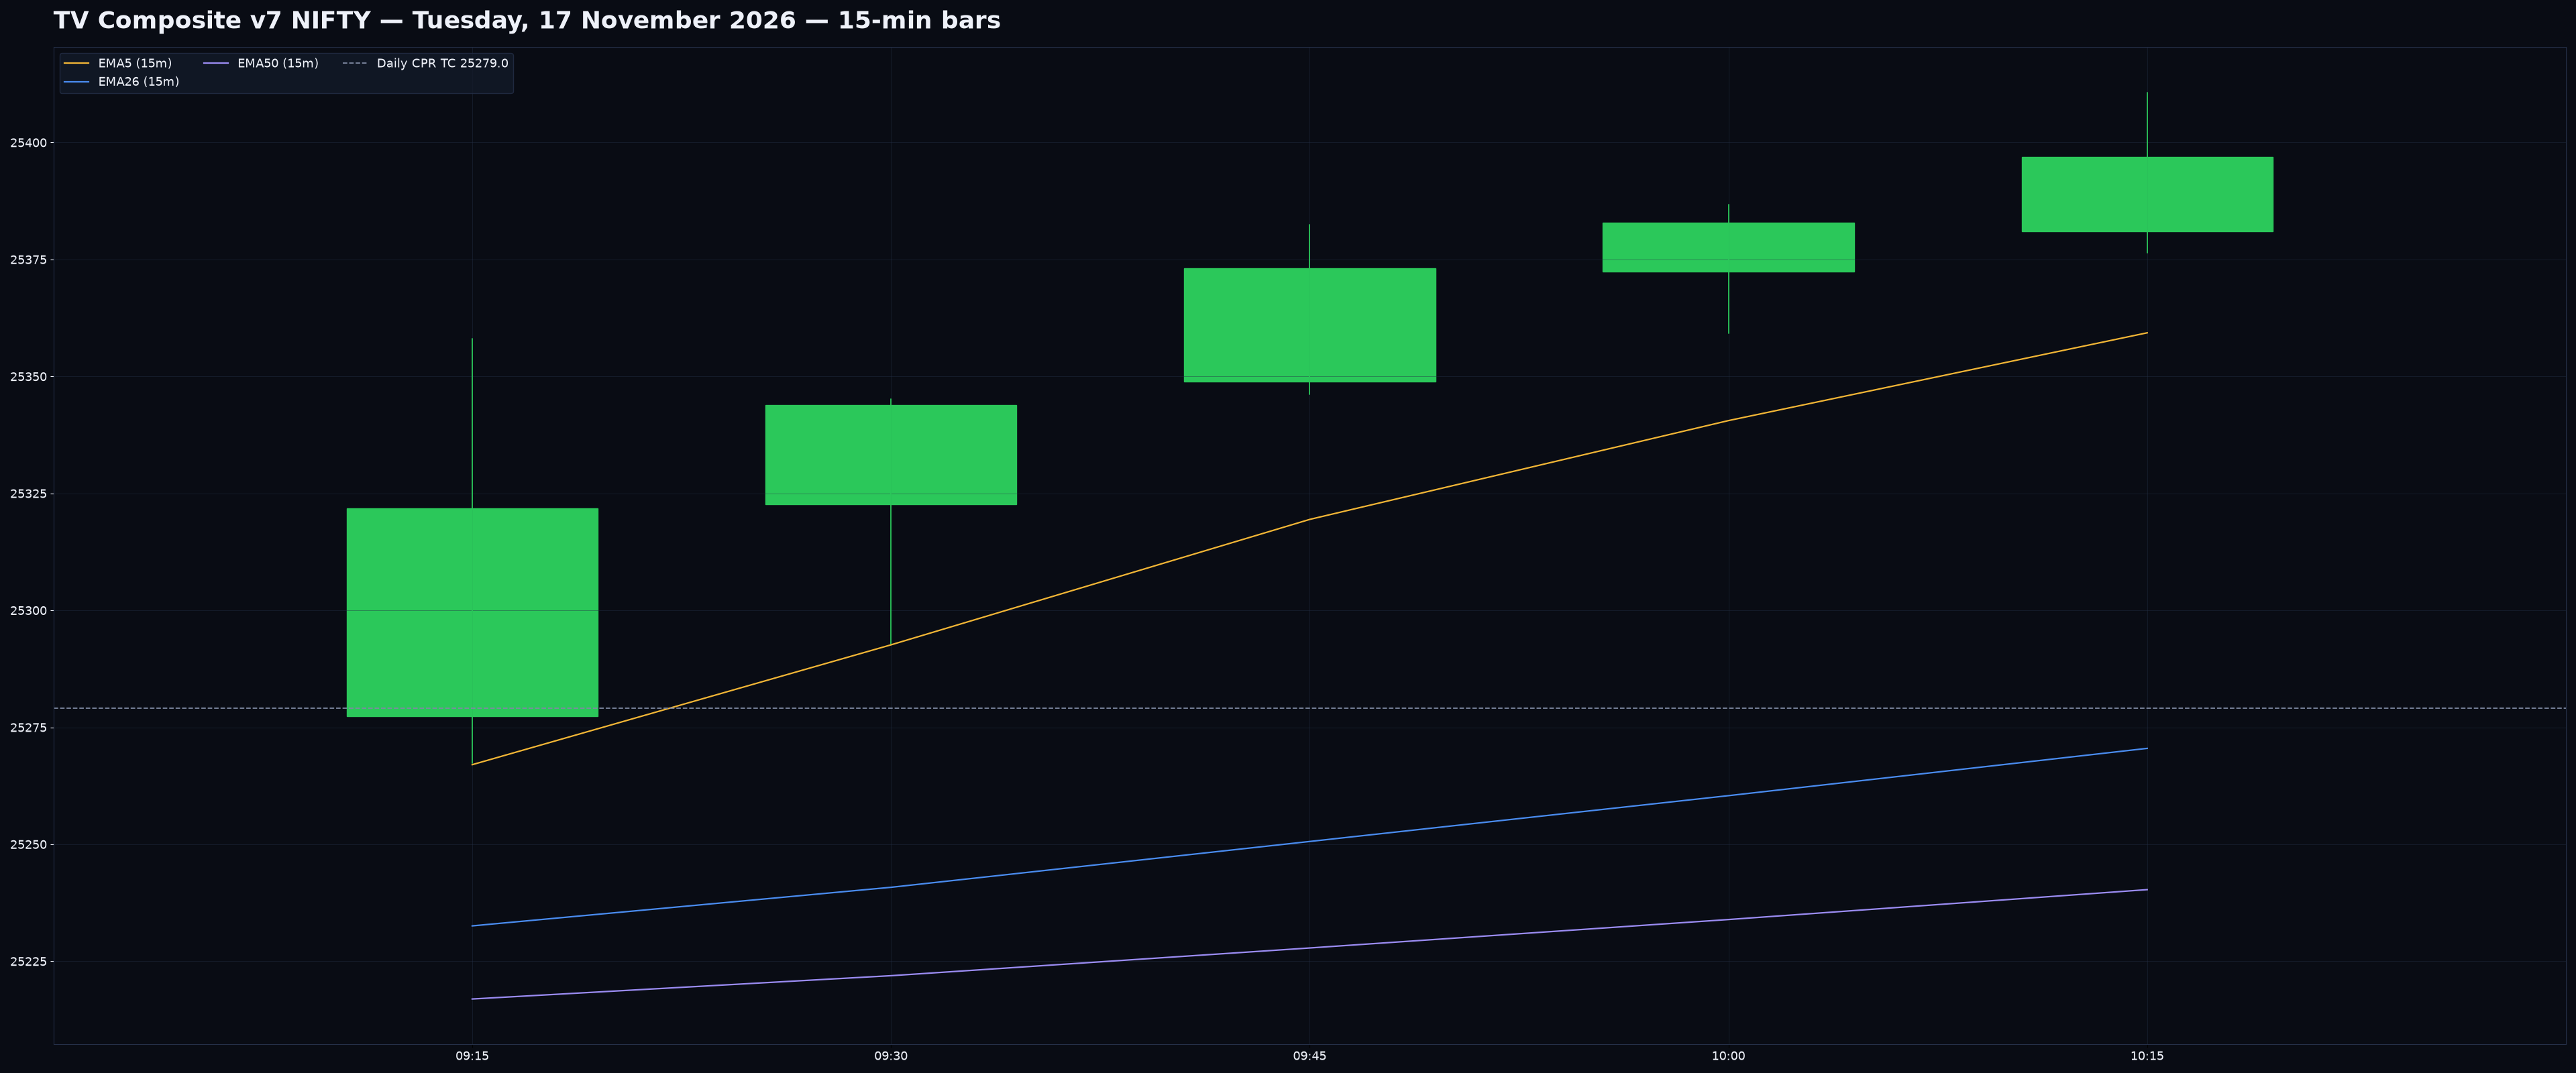 TV Composite v7 NIFTY — Tuesday, 17 November 2026 — 15-min bars
EMA5 (15m) EMA50 (15m) Daily CPR TC 25279.0
EMA26 (15m)
25400
25375
25350
25325
25300
25275
25250
25225
09:15 09:30 09:45 10:00 10:15